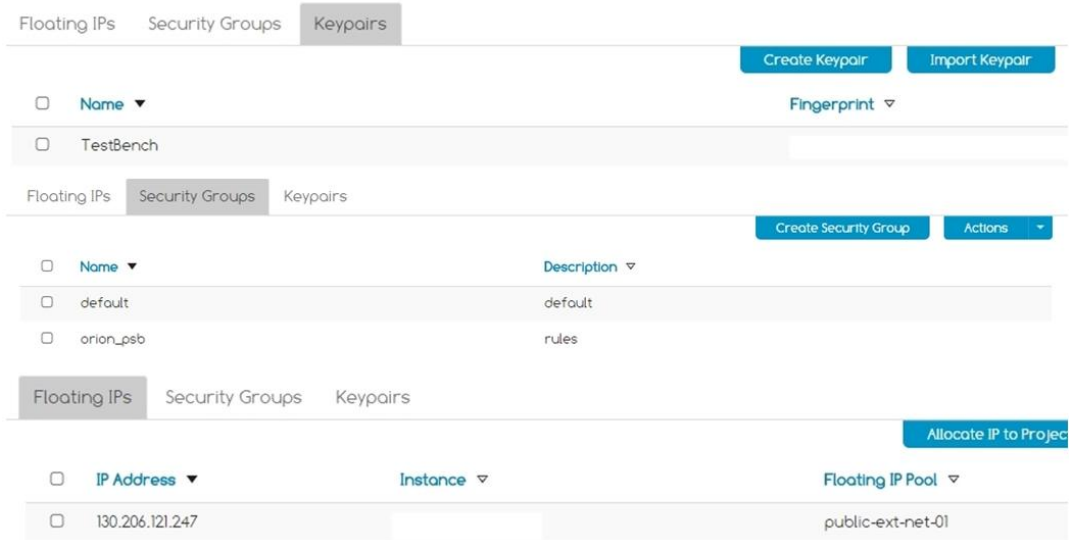 Floating IPs Security Groups Keypairs
Create Keypair Import Keypair
Name Fingerprint
TestBench
Floating IPs Security Groups Keypairs
Create Security Group Actions
Name Description
default default
orion_psb rules
Floating IPs Security Groups Keypairs
Allocate IP to Projec
IP Address Instance Floating IP Pool
130.206.121.247 public-ext-net-01